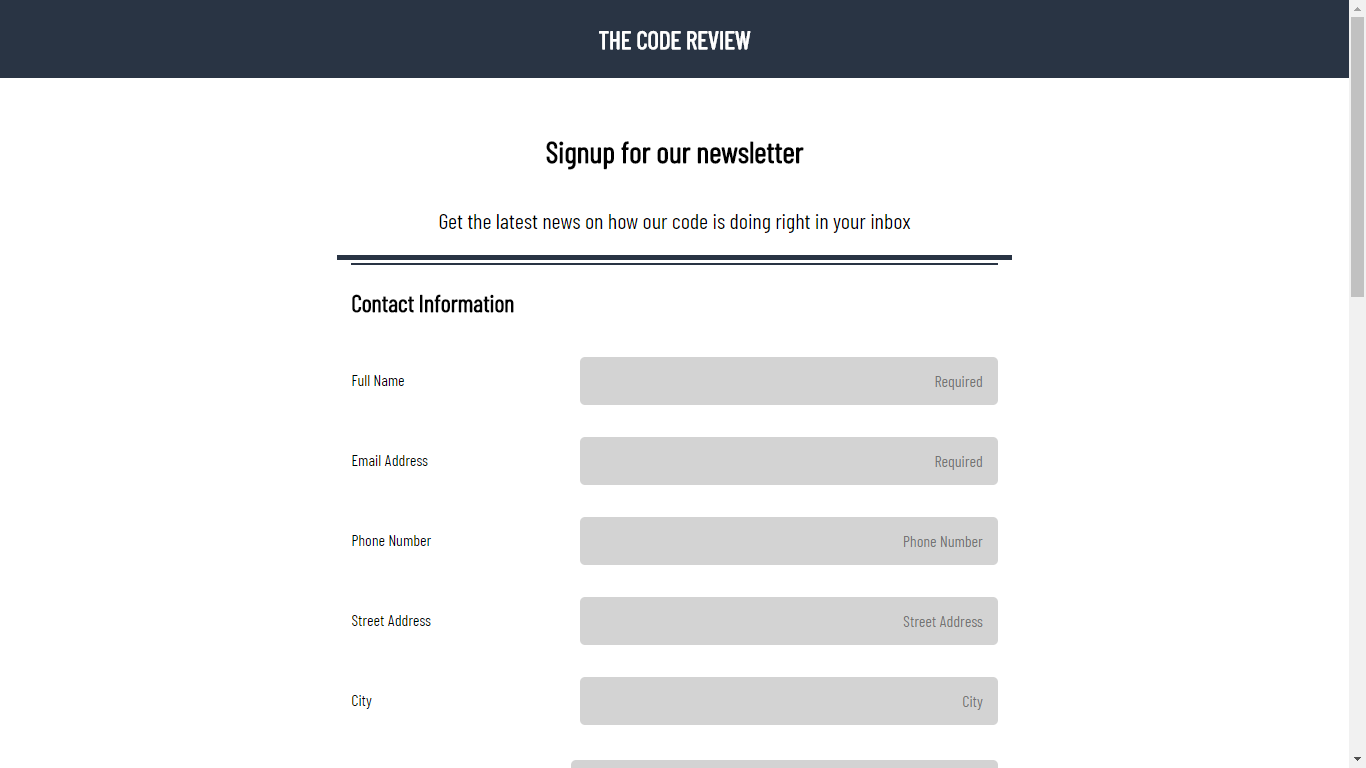 THE CODE REVIEW
Signup for our newsletter
Get the latest news on how our code is doing right in your inbox
Contact Information
Full Name
Required
Email Address
Required
Phone Number
Phone Number
Street Address
Street Address
City
City